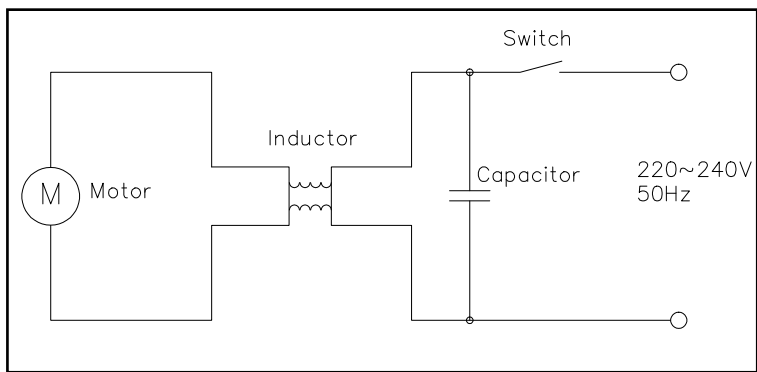 Switch
Inductor
Capacitor
220~240V
50Hz
M
Motor